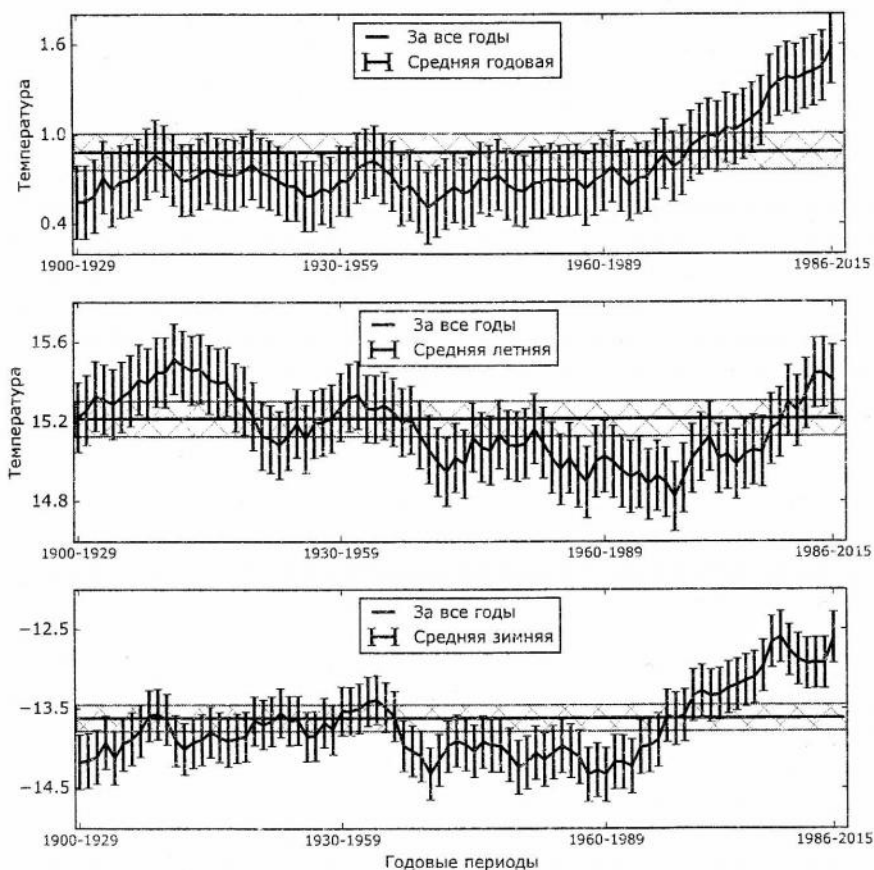 За все годы
Средняя годовая
Температура
1.6
1.0
0.4
1900-1929
1930-1959
1960-1989
1986-2015
За все годы
Средняя летняя
Температура
15.6
15.2
14.8
1900-1929
1930-1959
1960-1989
1986-2015
За все годы
Средняя зимняя
−12.5
−13.5
−14.5
1900-1929
1930-1959
1960-1989
1986-2015
Годовые периоды